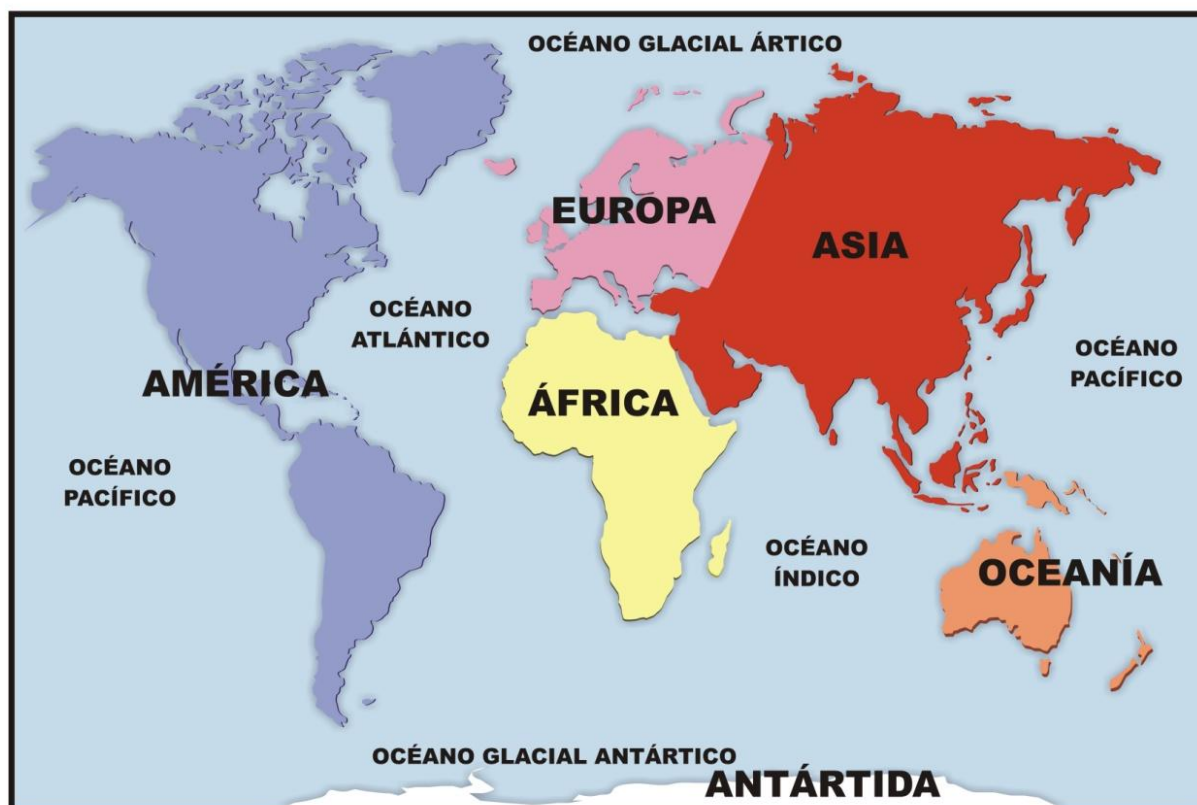 OCÉANO GLACIAL ÁRTICO
EUROPA
ASIA
OCÉANO
ATLÁNTICO
OCÉANO
PACÍFICO
AMÉRICA
ÁFRICA
OCÉANO
PACÍFICO
OCÉANO
ÍNDICO
OCEANÍA
OCÉANO GLACIAL ANTÁRTICO
ANTÁRTIDA